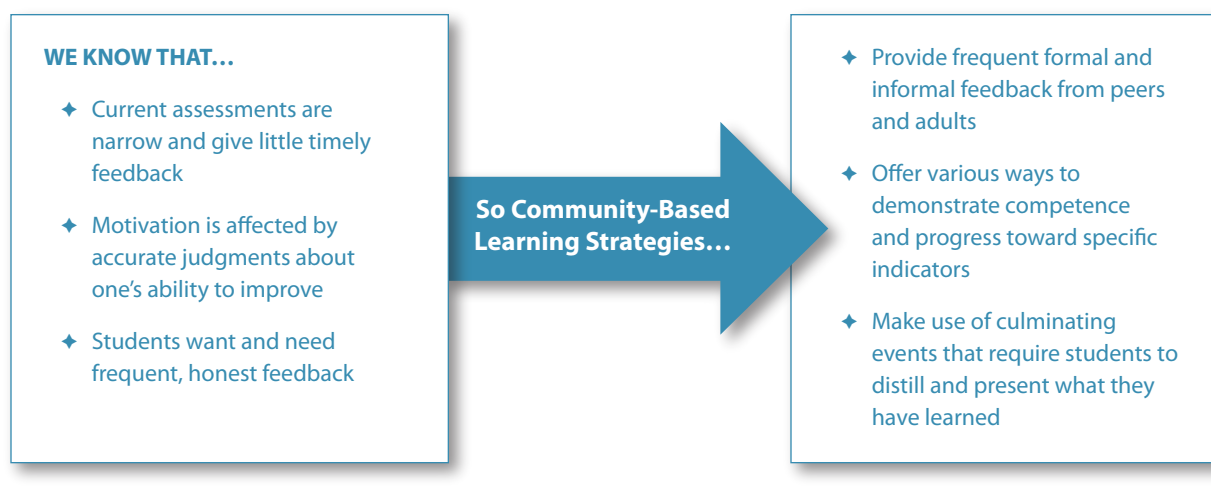 WE KNOW THAT…
✦ Current assessments are
narrow and give little timely
feedback
✦ Motivation is affected by
accurate judgments about
one’s ability to improve
✦ Students want and need
frequent, honest feedback
So Community-Based
Learning Strategies…
✦ Provide frequent formal and
informal feedback from peers
and adults
✦ Offer various ways to
demonstrate competence
and progress toward specific
indicators
✦ Make use of culminating
events that require students to
distill and present what they
have learned